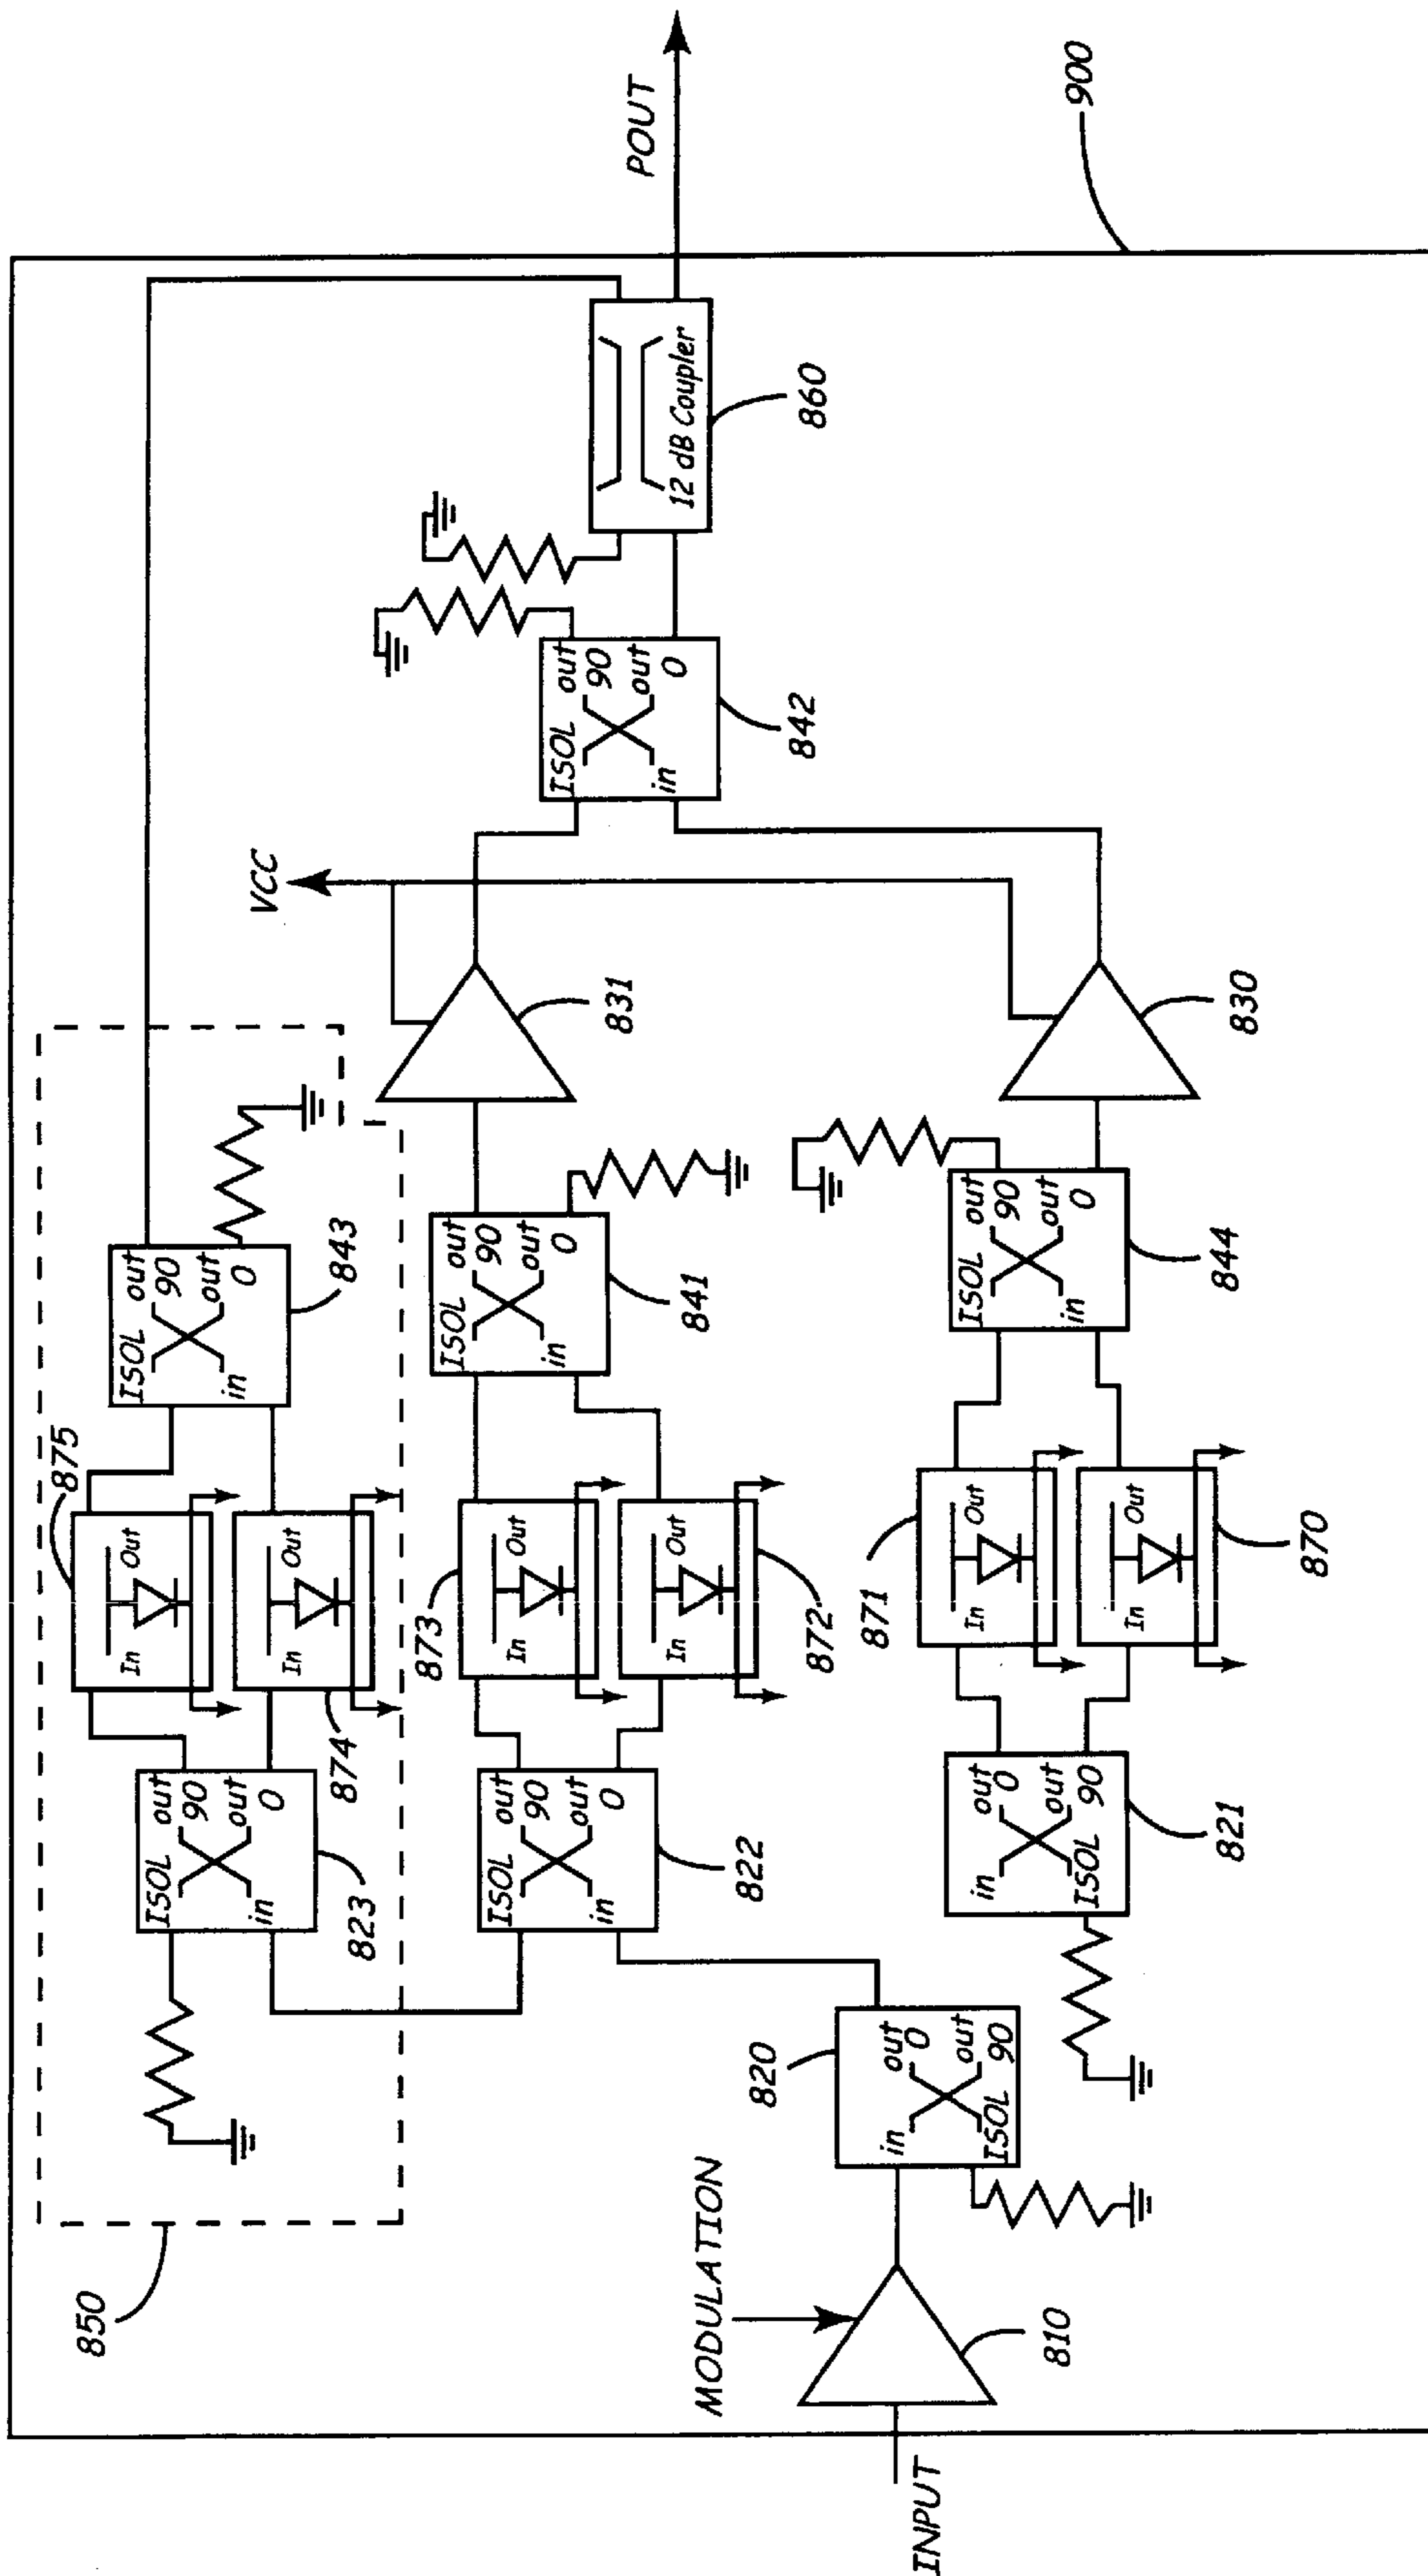 850
823
ISOL
out
90
out
0
in
874
875
In
Out
In
Out
843
ISOL
out
90
out
0
in
822
ISOL
out
90
out
0
in
873
In
Out
872
In
Out
841
ISOL
out
90
out
0
in
831
VCC
INPUT
MODULATION
810
820
in
out
0
out
90
ISOL
821
in
out
0
out
90
ISOL
871
In
Out
870
In
Out
844
ISOL
out
90
out
0
in
830
842
ISOL
out
90
out
0
in
12 dB Coupler
860
POUT
900